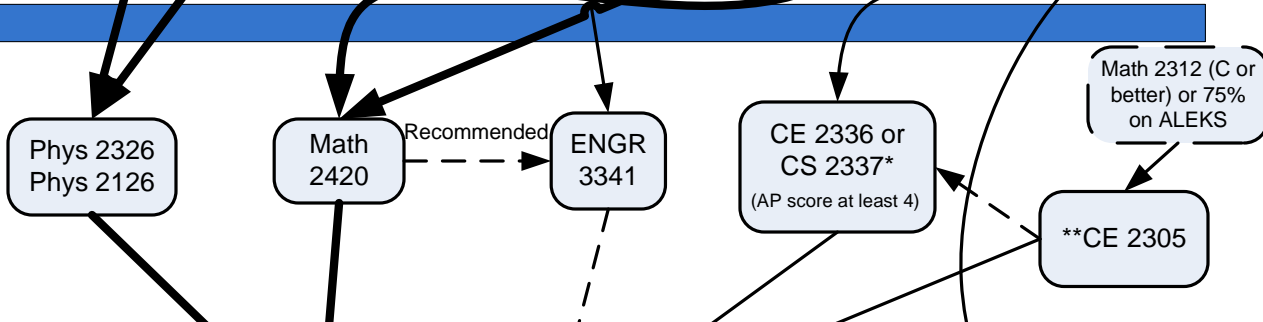 Math 2312 (C or
better) or 75%
on ALEKS
Phys 2326
Phys 2126
Math
2420
Recommended
ENGR
3341
CE 2336 or
CS 2337*
(AP score at least 4)
**CE 2305